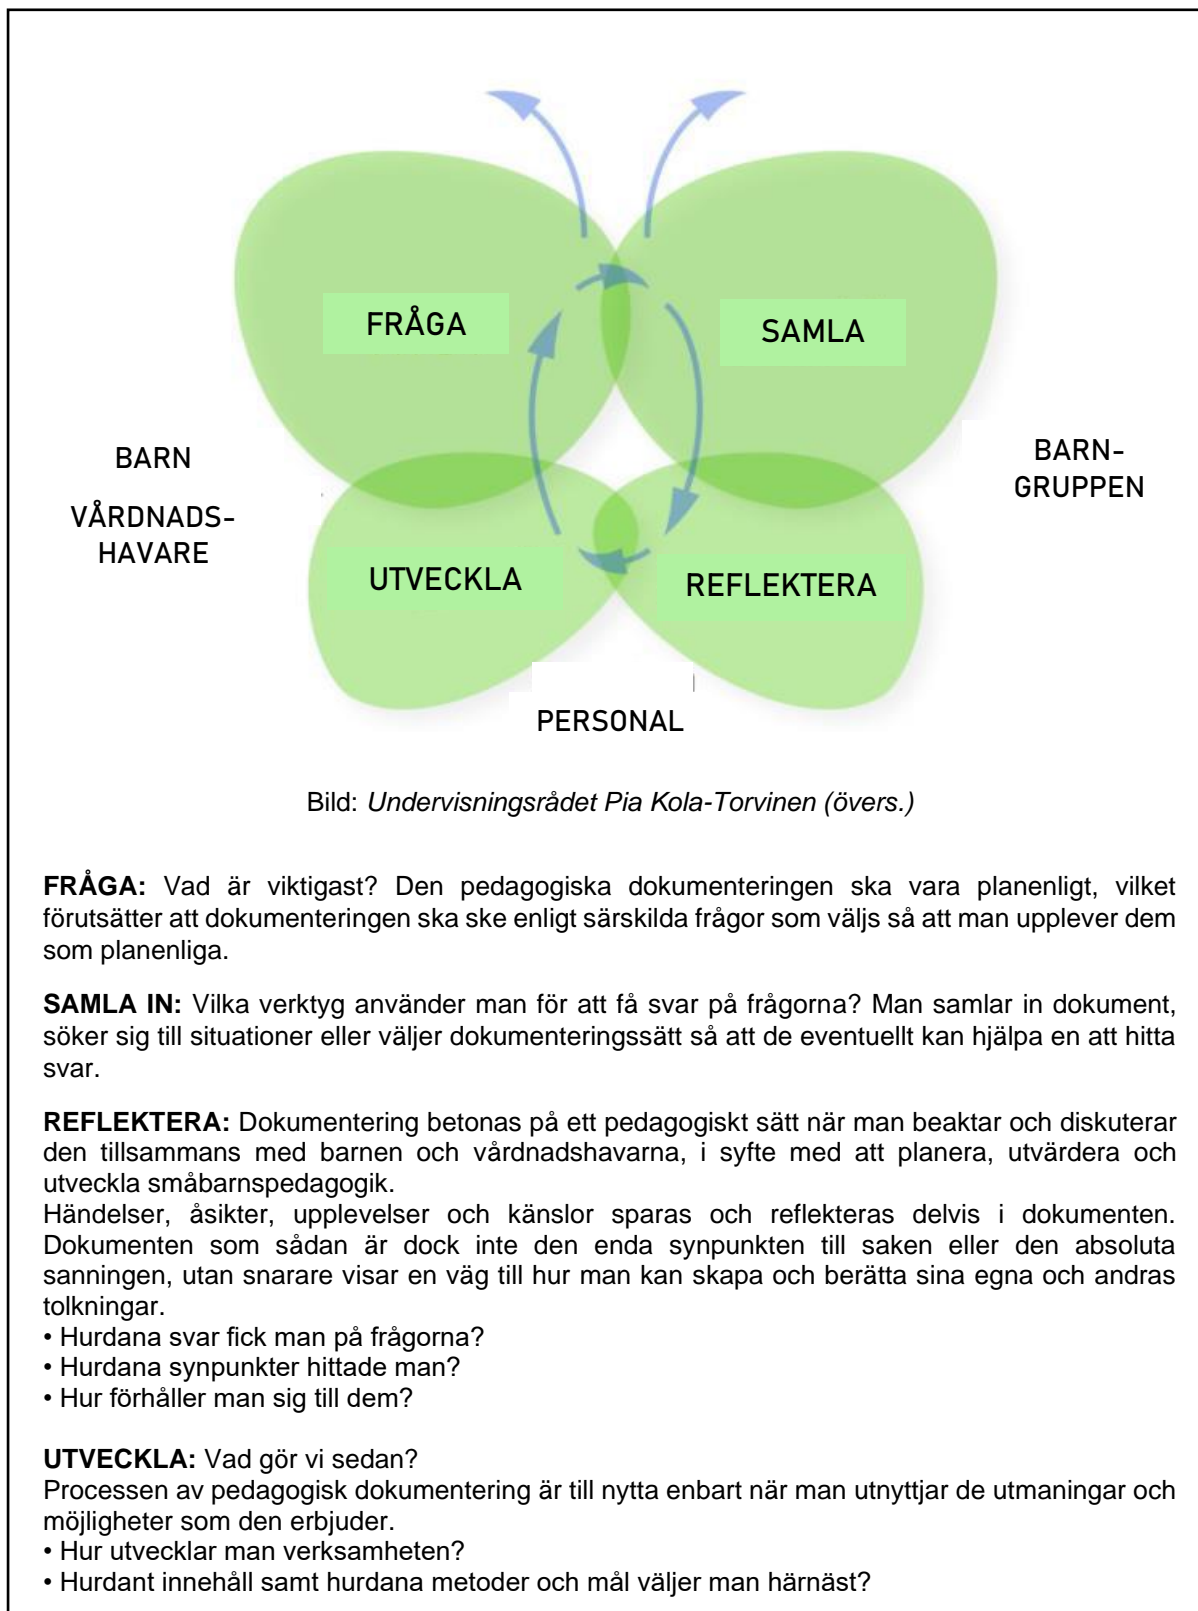 FRÅGA
SAMLA
BARN
VÅRDNADS-
HAVARE
BARN-
GRUPPEN
UTVECKLA
REFLEKTERA
PERSONAL
Bild: Undervisningsrådet Pia Kola-Torvinen (övers.)
FRÅGA: Vad är viktigast? Den pedagogiska dokumenteringen ska vara planenligt, vilket
förutsätter att dokumenteringen ska ske enligt särskilda frågor som väljs så att man upplever dem
som planenliga.
SAMLA IN: Vilka verktyg använder man för att få svar på frågorna? Man samlar in dokument,
söker sig till situationer eller väljer dokumenteringssätt så att de eventuellt kan hjälpa en att hitta
svar.
REFLEKTERA: Dokumentering betonas på ett pedagogiskt sätt när man beaktar och diskuterar
den tillsammans med barnen och vårdnadshavarna, i syfte med att planera, utvärdera och
utveckla småbarnspedagogik.
Händelser, åsikter, upplevelser och känslor sparas och reflekteras delvis i dokumenten.
Dokumenten som sådan är dock inte den enda synpunkten till saken eller den absoluta
sanningen, utan snarare visar en väg till hur man kan skapa och berätta sina egna och andras
tolkningar.
• Hurdana svar fick man på frågorna?
• Hurdana synpunkter hittade man?
• Hur förhåller man sig till dem?
UTVECKLA: Vad gör vi sedan?
Processen av pedagogisk dokumentering är till nytta enbart när man utnyttjar de utmaningar och
möjligheter som den erbjuder.
• Hur utvecklar man verksamheten?
• Hurdant innehåll samt hurdana metoder och mål väljer man härnäst?